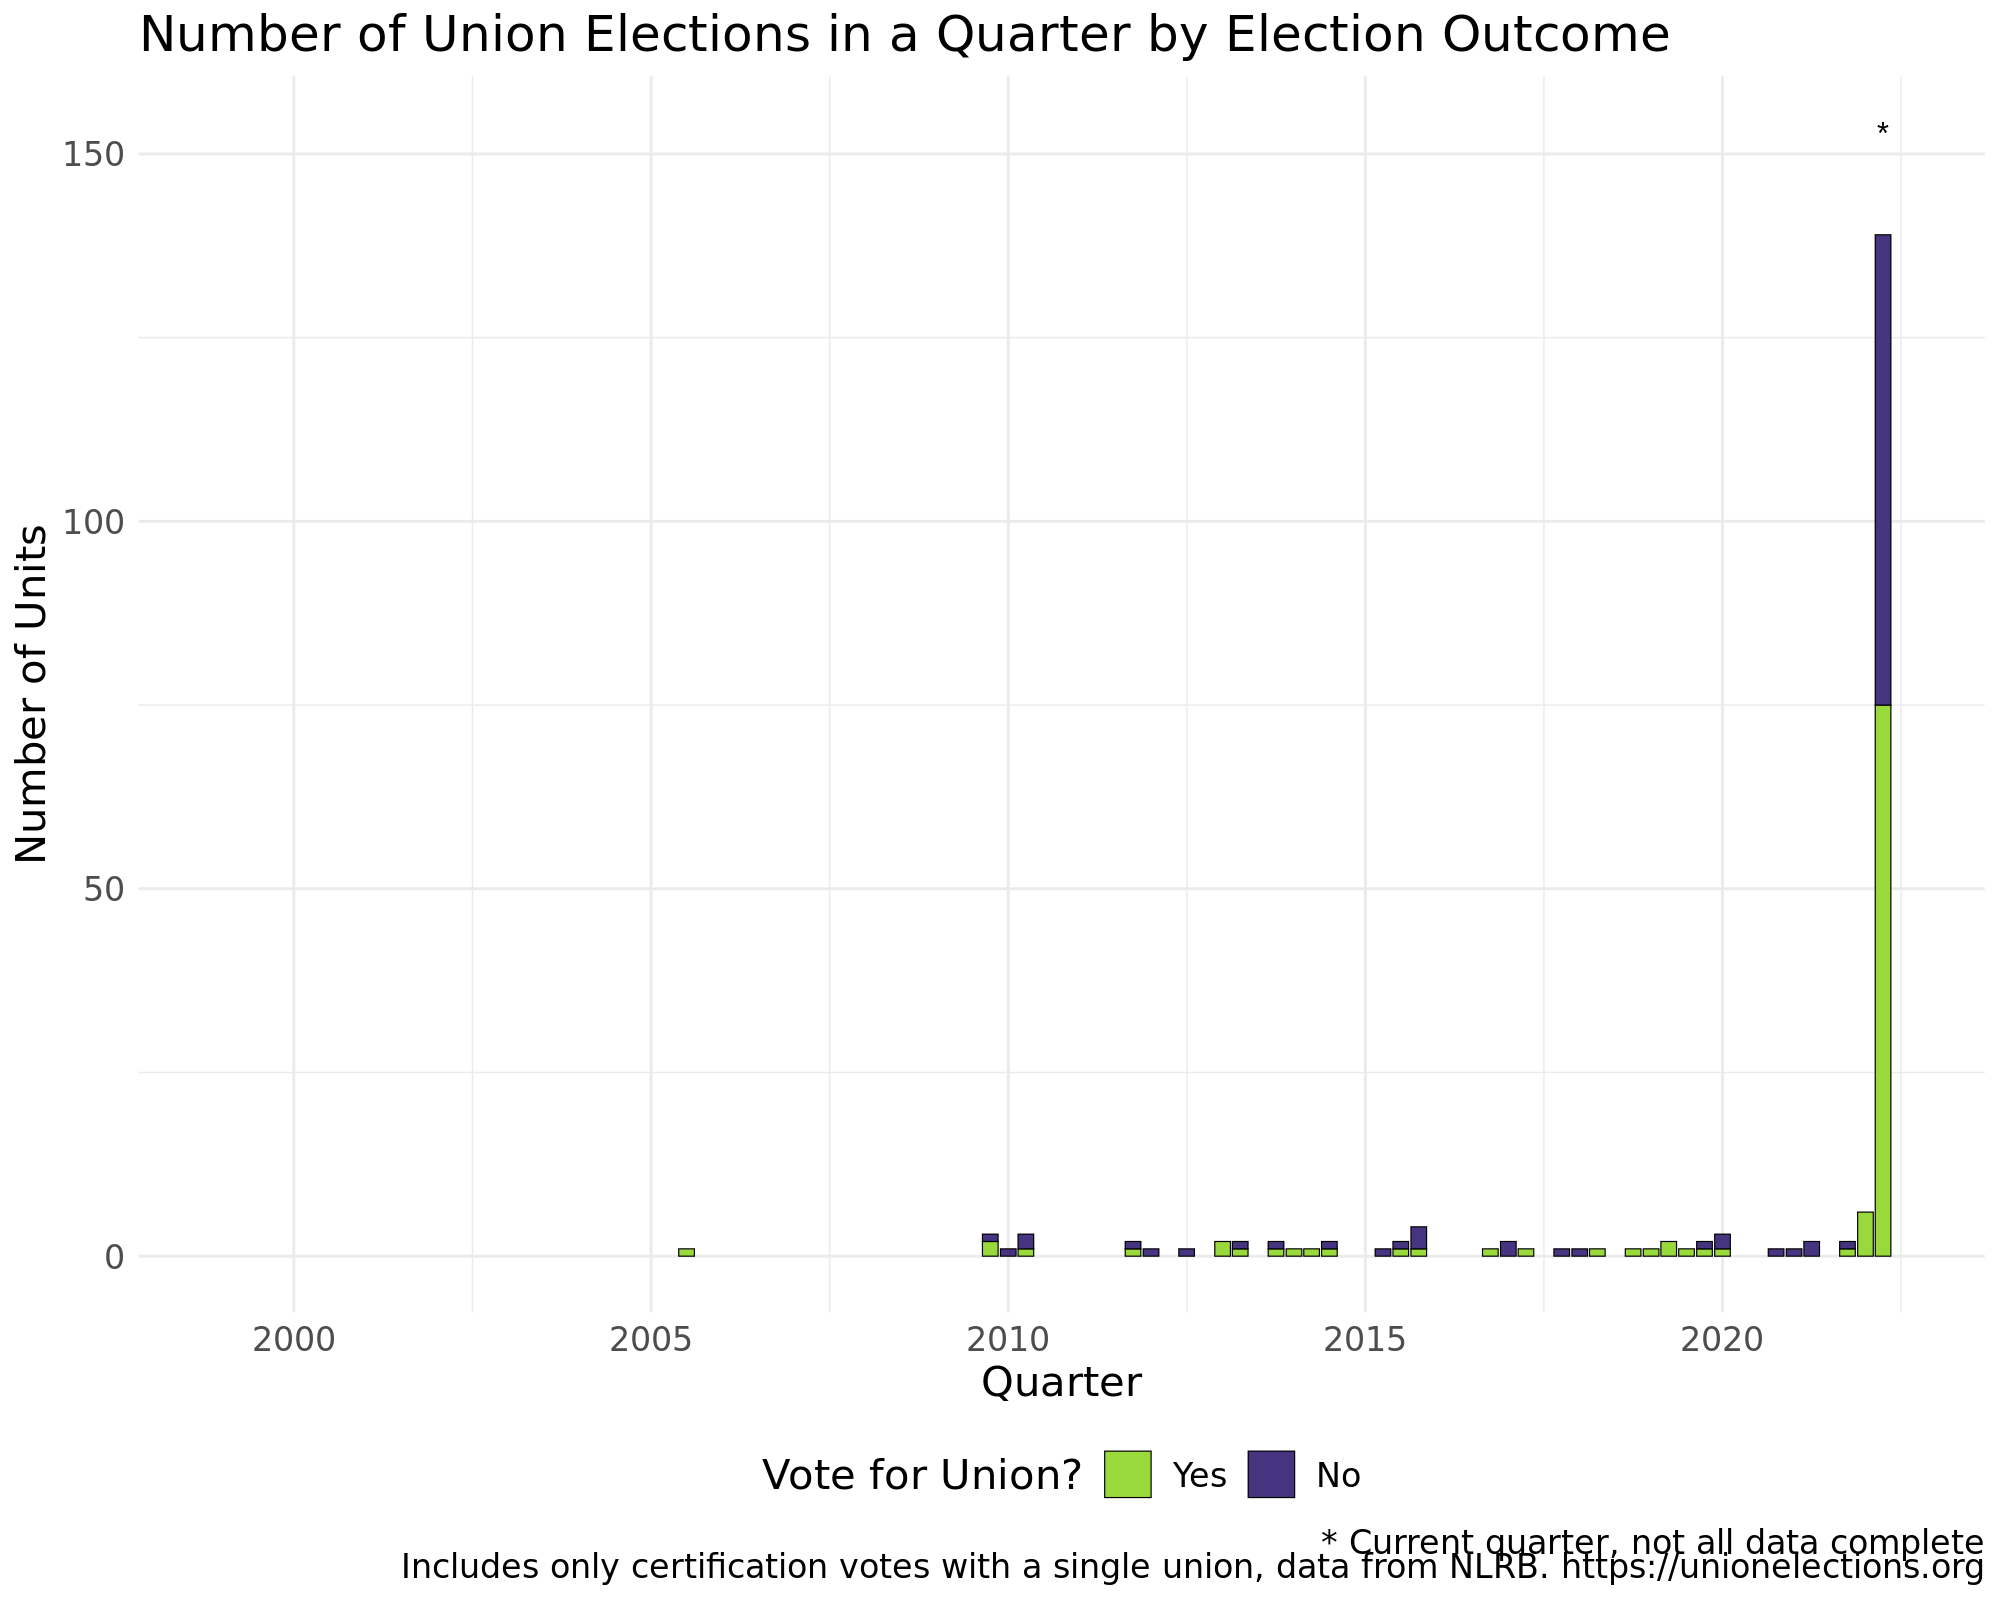 Number of Union Elections in a Quarter by Election Outcome
*
150
100
50
0
Number of Units
2000 2005 2010 2015 2020
Quarter
Vote for Union? Yes No
* Current quarter, not all data complete
Includes only certification votes with a single union, data from NLRB. https://unionelections.org